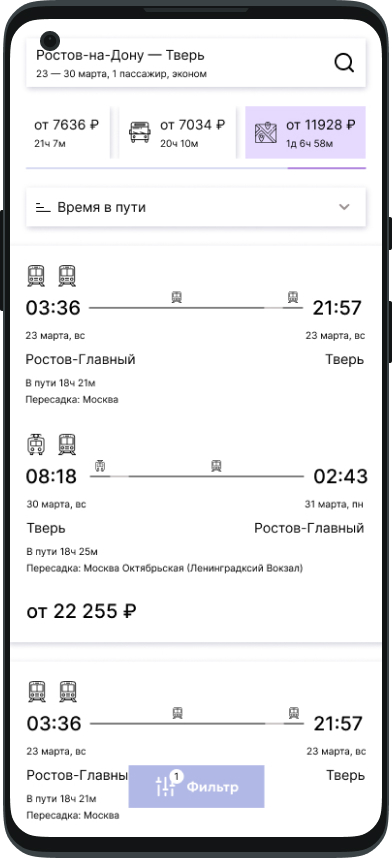 Ростов-на-Дону — Тверь
23 — 30 марта, 1 пассажир, эконом
от 7636 ₽
21ч 7м
от 7034 ₽
20ч 10м
от 11928 ₽
1д 6ч 58м
Время в пути
03:36
21:57
23 марта, вс
23 марта, вс
Ростов-Главный
Тверь
В пути 18ч 21м
Пересадка: Москва
08:18
02:43
30 марта, вс
31 марта, пн
Тверь
Ростов-Главный
В пути 18ч 25м
Пересадка: Москва Октябрьская (Ленинградксий Вокзал)
от 22 255 ₽
03:36
21:57
23 марта, вс
23 марта, вс
Ростов-Главны
Тверь
1
Фильтр
В пути 18ч 21м
Пересадка: Москва